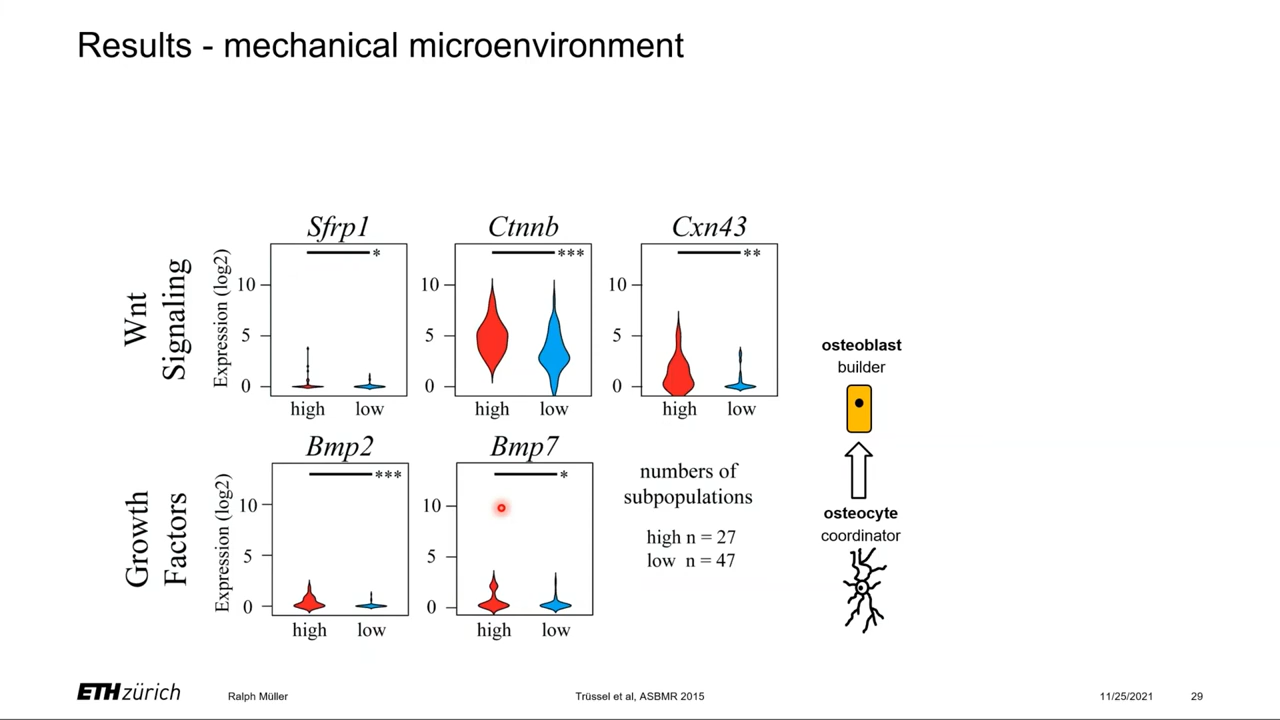 Results - mechanical microenvironment
Wnt
Signaling
Expression (log2)
Sfrp1
*
10
5
0
high low
Ctnnb
***
10
5
0
high low
Cxn43
**
10
5
0
high low
Growth
Factors
Expression (log2)
Bmp2
***
10
5
0
high low
Bmp7
*
10
5
0
high low
numbers of
subpopulations
high n = 27
low n = 47
osteoblast
builder
osteocyte
coordinator
ETH zürich
Ralph Müller
Trüssel et al, ASBMR 2015
11/25/2021
29